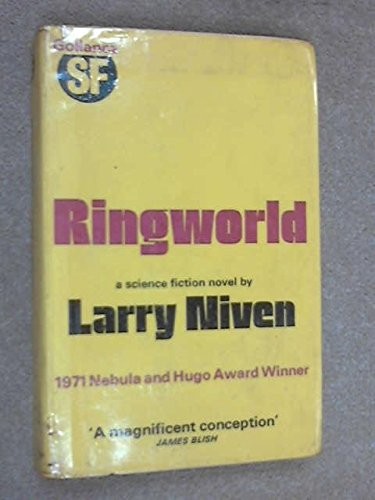 Gollancz
SF
Ringworld
a science fiction novel by
Larry Niven
1971 Nebula and Hugo Award Winner
'A magnificent conception'
JAMES BLISH